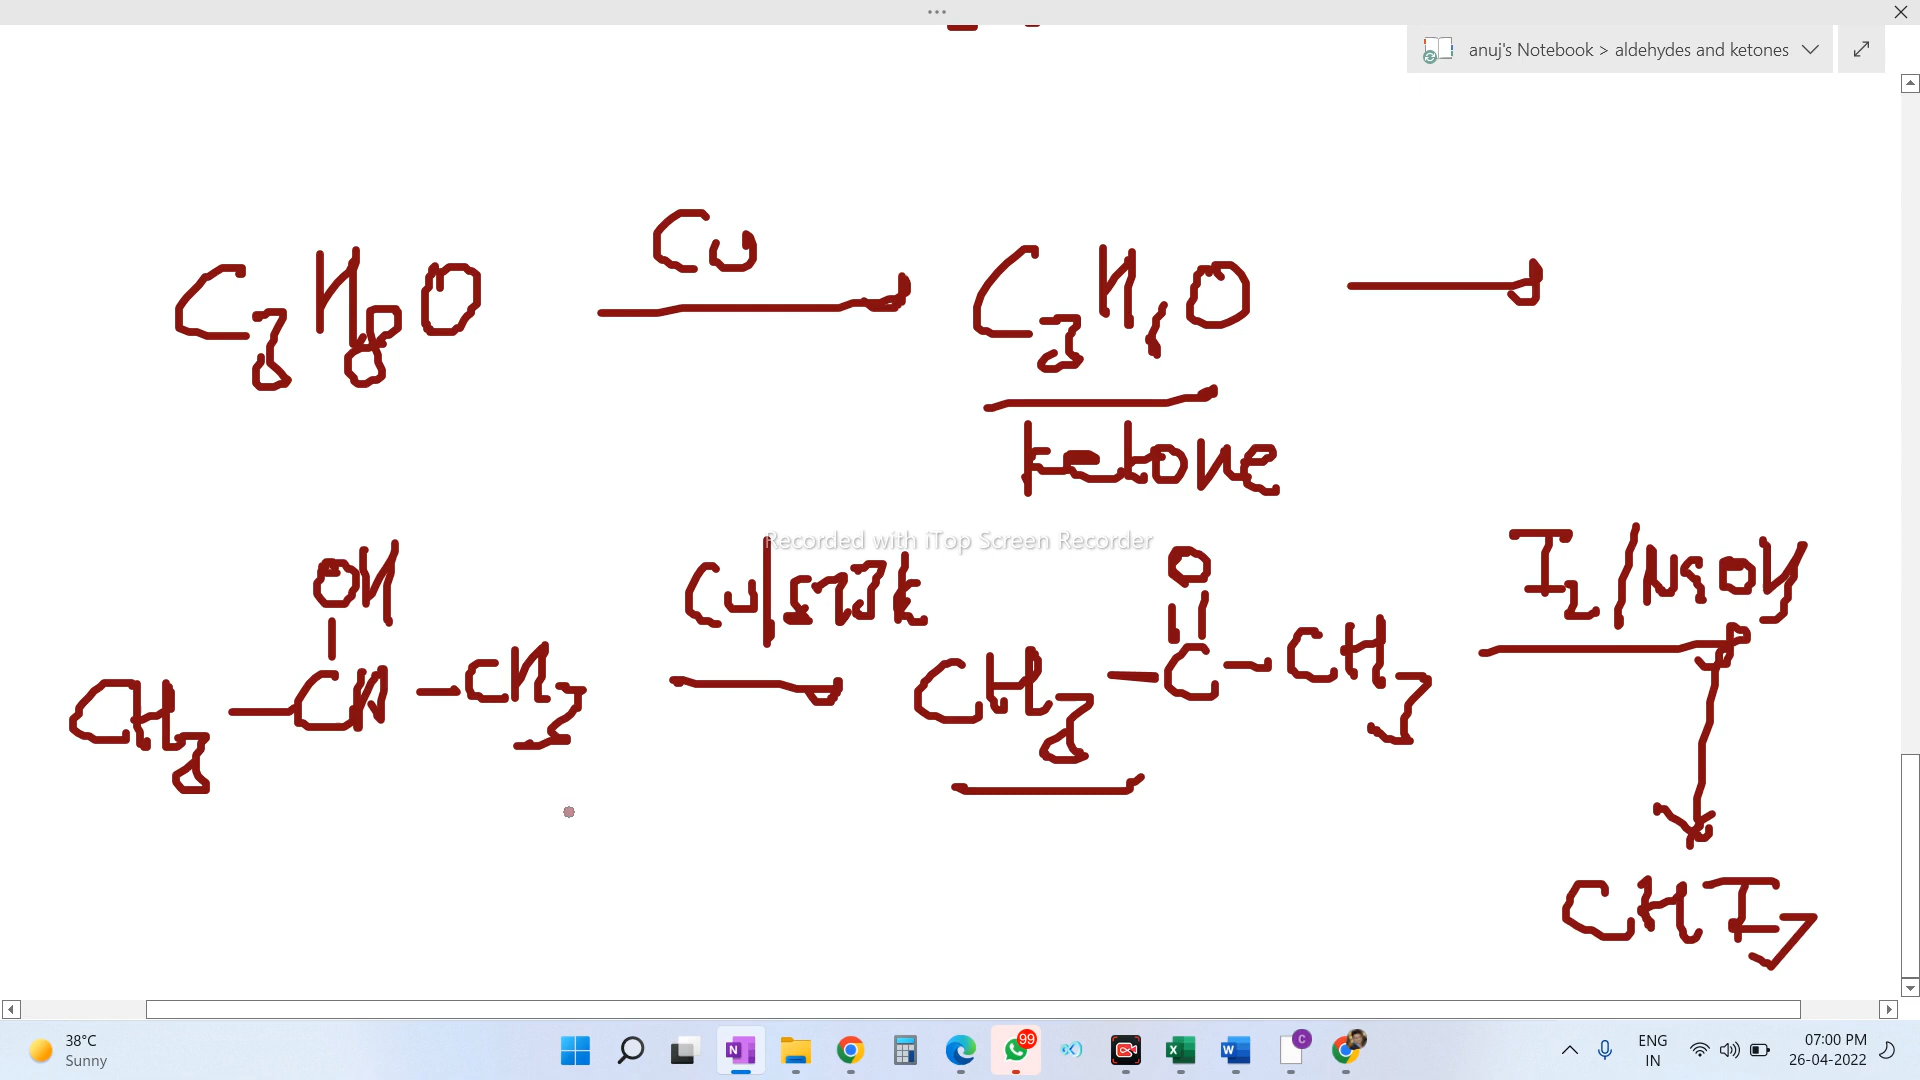 anuj's Notebook > aldehydes and ketones
C3H8O Cu C3H6O
ketone
Recorded with iTop Screen Recorder
OH Cu|573k O I2/NaOH
CH3 - CH - CH3 CH3 - C - CH3
CHI3
38°C
Sunny
99
ENG
IN
07:00 PM
26-04-2022